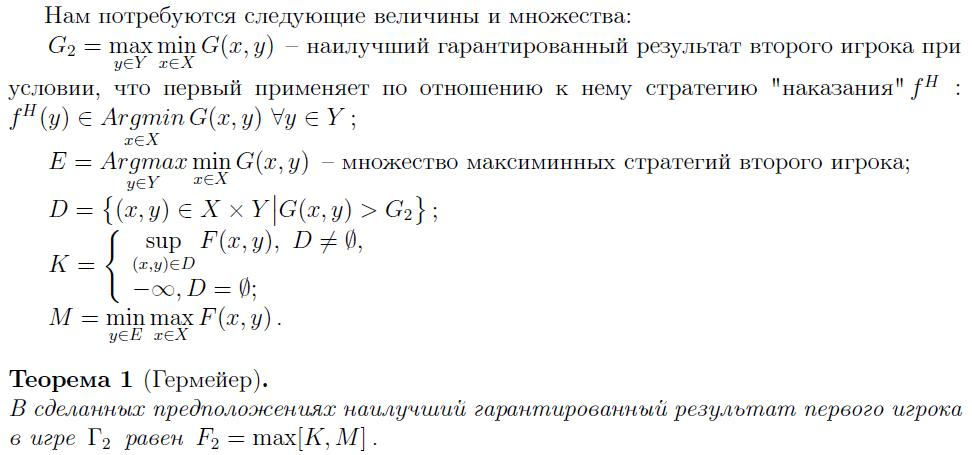 Нам потребуются следующие величины и множества:
G₂ = max min G(x, y) – наилучший гарантированный результат второго игрока при
y∈Y x∈X
условии, что первый применяет по отношению к нему стратегию "наказания" fᴴ :
fᴴ(y) ∈ Argmin G(x, y) ∀y ∈ Y ;
x∈X
E = Argmax min G(x, y) – множество максиминных стратегий второго игрока;
y∈Y x∈X
D = {(x, y) ∈ X × Y | G(x, y) > G₂} ;
K = { sup F(x, y), D ≠ ∅,
(x,y)∈D
−∞, D = ∅;
M = min max F(x, y) .
y∈E x∈X
Теорема 1 (Гермейер).
В сделанных предположениях наилучший гарантированный результат первого игрока
в игре Γ₂ равен F₂ = max[K, M] .